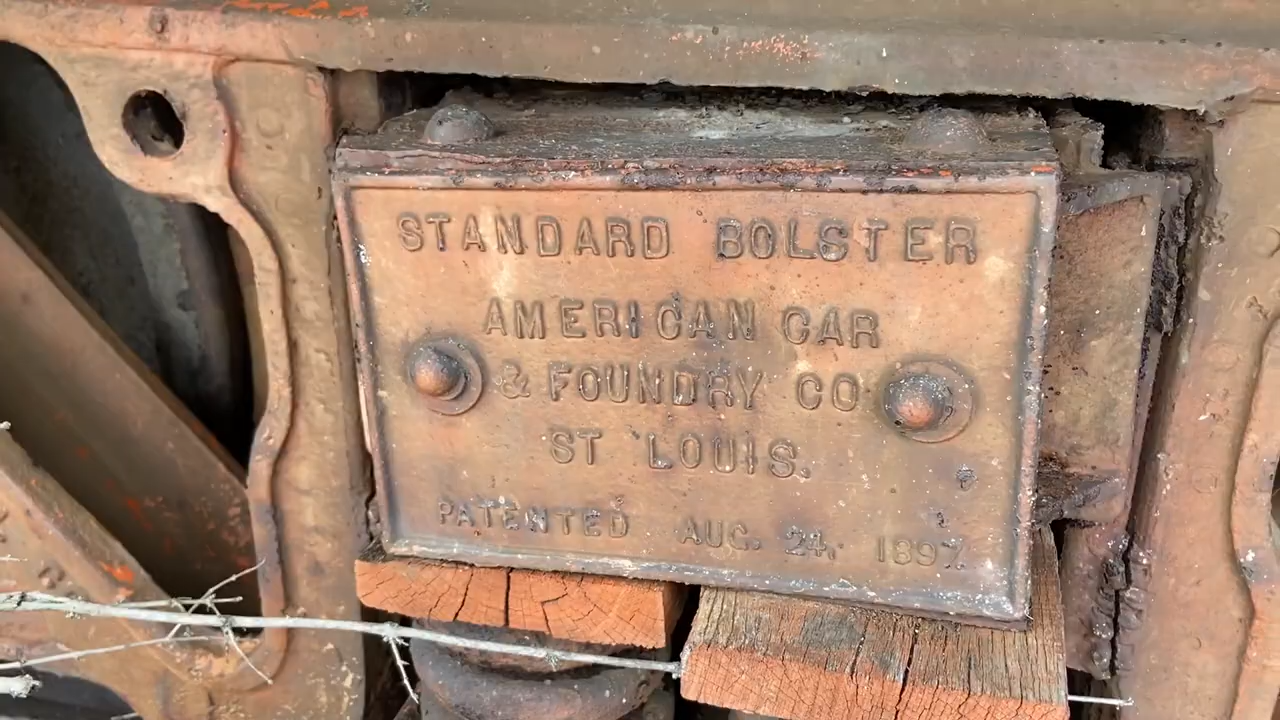 STANDARD BOLSTER
AMERICAN CAR
& FOUNDRY CO
ST LOUIS.
PATENTED AUG. 24, 1897.